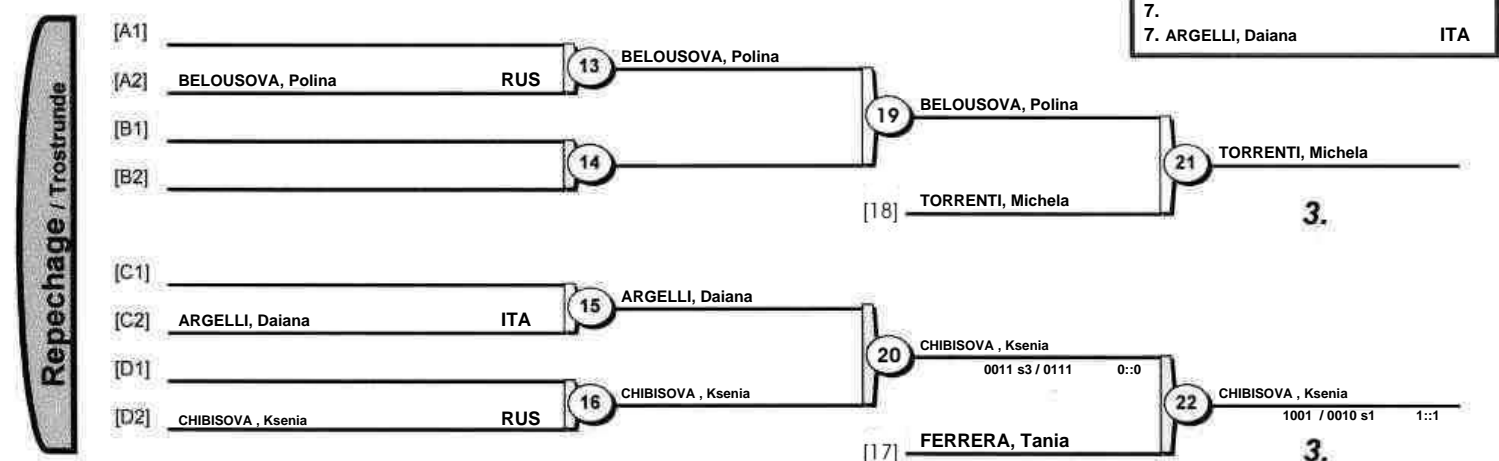 7.
7. ARGELLI, Daiana ITA
Repechage / Trostrunde
[A1]
[A2] BELOUSOVA, Polina RUS
13 BELOUSOVA, Polina
[B1]
[B2]
14
19 BELOUSOVA, Polina
[18] TORRENTI, Michela
21 TORRENTI, Michela
3.
[C1]
[C2] ARGELLI, Daiana ITA
15 ARGELLI, Daiana
[D1]
[D2] CHIBISOVA , Ksenia RUS
16 CHIBISOVA , Ksenia
20 CHIBISOVA , Ksenia
0011 s3 / 0111 0::0
[17] FERRERA, Tania
22 CHIBISOVA , Ksenia
1001 / 0010 s1 1::1
3.